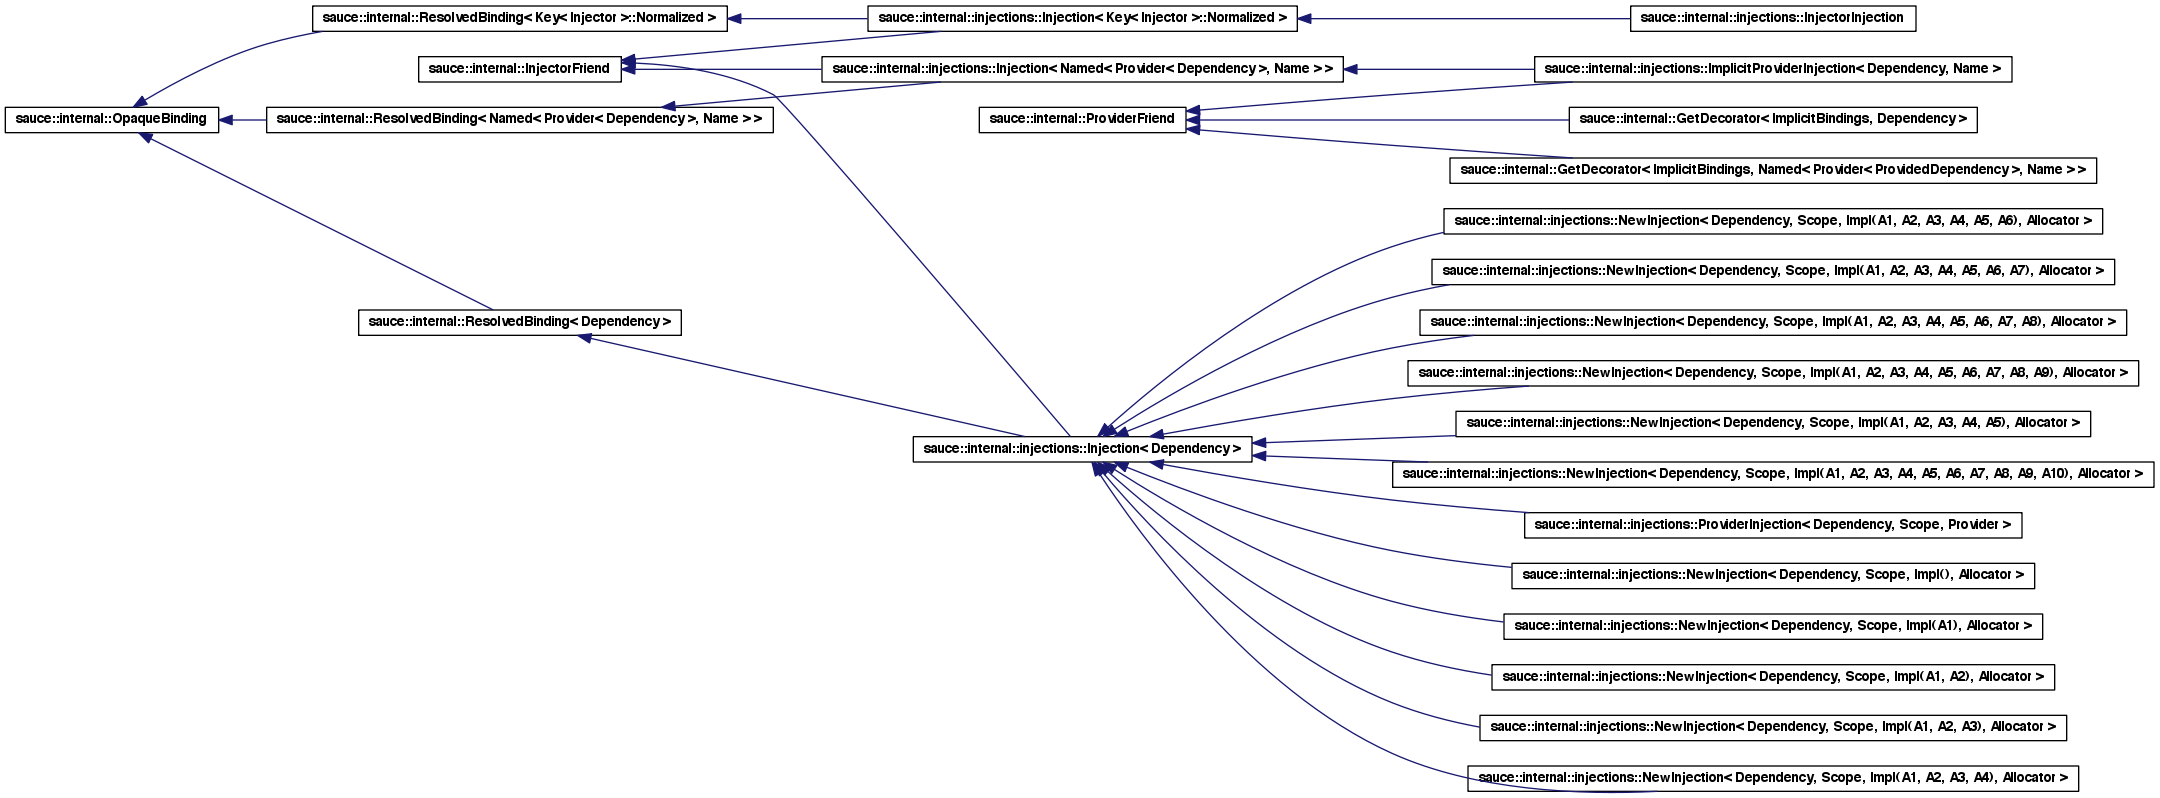 sauce::internal::ResolvedBinding< Key< Injector >::Normalized >
sauce::internal::injections::Injection< Key< Injector >::Normalized >
sauce::internal::injections::InjectorInjection
sauce::internal::InjectorFriend
sauce::internal::injections::Injection< Named< Provider< Dependency >, Name > >
sauce::internal::injections::ImplicitProviderInjection< Dependency, Name >
sauce::internal::OpaqueBinding
sauce::internal::ResolvedBinding< Named< Provider< Dependency >, Name > >
sauce::internal::ProviderFriend
sauce::internal::GetDecorator< ImplicitBindings, Dependency >
sauce::internal::GetDecorator< ImplicitBindings, Named< Provider< ProvidedDependency >, Name > >
sauce::internal::injections::NewInjection< Dependency, Scope, Impl(A1, A2, A3, A4, A5, A6), Allocator >
sauce::internal::injections::NewInjection< Dependency, Scope, Impl(A1, A2, A3, A4, A5, A6, A7), Allocator >
sauce::internal::ResolvedBinding< Dependency >
sauce::internal::injections::NewInjection< Dependency, Scope, Impl(A1, A2, A3, A4, A5, A6, A7, A8), Allocator >
sauce::internal::injections::NewInjection< Dependency, Scope, Impl(A1, A2, A3, A4, A5, A6, A7, A8, A9), Allocator >
sauce::internal::injections::NewInjection< Dependency, Scope, Impl(A1, A2, A3, A4, A5), Allocator >
sauce::internal::injections::Injection< Dependency >
sauce::internal::injections::NewInjection< Dependency, Scope, Impl(A1, A2, A3, A4, A5, A6, A7, A8, A9, A10), Allocator >
sauce::internal::injections::ProviderInjection< Dependency, Scope, Provider >
sauce::internal::injections::NewInjection< Dependency, Scope, Impl(), Allocator >
sauce::internal::injections::NewInjection< Dependency, Scope, Impl(A1), Allocator >
sauce::internal::injections::NewInjection< Dependency, Scope, Impl(A1, A2), Allocator >
sauce::internal::injections::NewInjection< Dependency, Scope, Impl(A1, A2, A3), Allocator >
sauce::internal::injections::NewInjection< Dependency, Scope, Impl(A1, A2, A3, A4), Allocator >